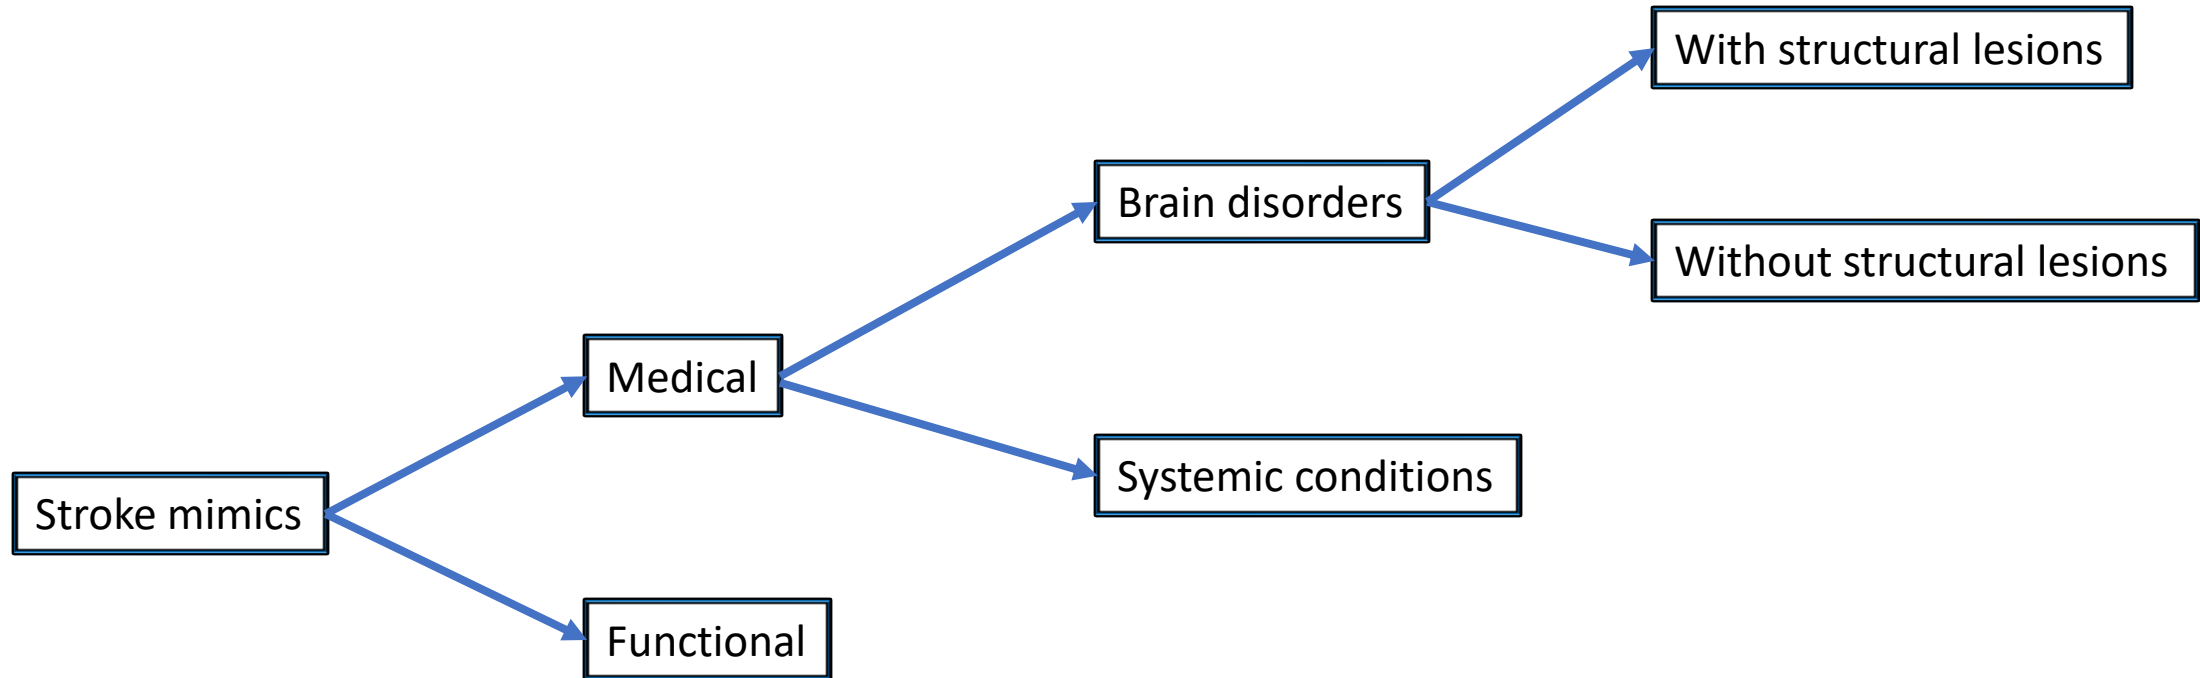 With structural lesions
Brain disorders
Without structural lesions
Medical
Systemic conditions
Stroke mimics
Functional